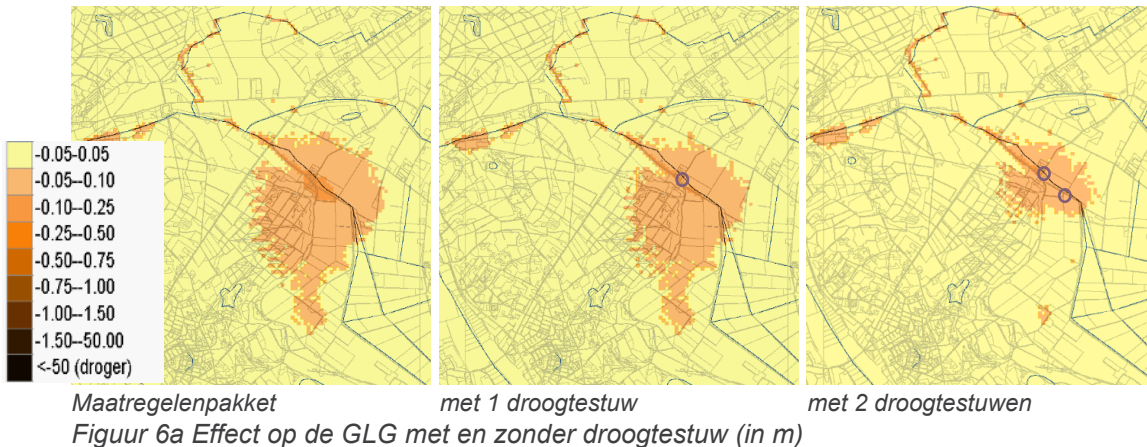 -0.05-0.05
-0.05--0.10
-0.10--0.25
-0.25--0.50
-0.50--0.75
-0.75--1.00
-1.00--1.50
-1.50--50.00
<-50 (droger)
Maatregelenpakket
met 1 droogtestuw
met 2 droogtestuwen
Figuur 6a Effect op de GLG met en zonder droogtestuw (in m)